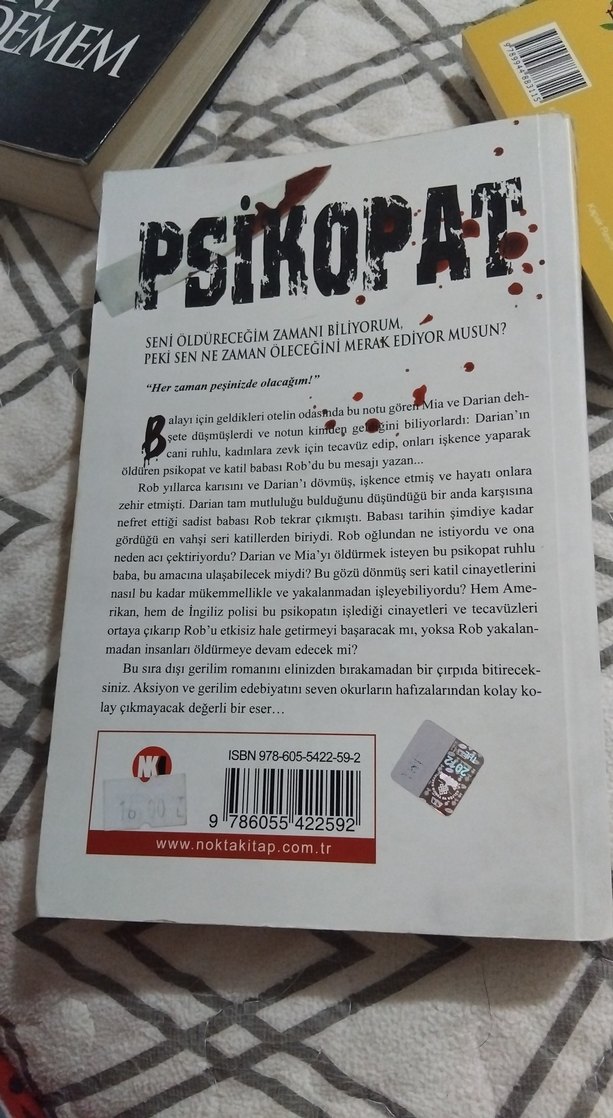 DEMEM
9789944883115
PSİKOPAT
SENİ ÖLDÜRECEĞİM ZAMANI BİLİYORUM,
PEKİ SEN NE ZAMAN ÖLECEĞİNİ MERAK EDİYOR MUSUN?
“Her zaman peşinizde olacağım!”
Balayı için geldikleri otelin odasında bu notu gören Mia ve Darian deh-
şete düşmüşlerdi ve notun kimden geldiğini biliyorlardı: Darian’ın
cani ruhlu, kadınlara zevk için tecavüz edip, onları işkence yaparak
öldüren psikopat ve katil babası Rob’du bu mesajı yazan...
Rob yıllarca karısını ve Darian’ı dövmüş, işkence etmiş ve hayatı onlara
zehir etmişti. Darian tam mutluluğu bulduğunu düşündüğü bir anda karşısına
nefret ettiği sadist babası Rob tekrar çıkmıştı. Babası tarihin şimdiye kadar
gördüğü en vahşi seri katillerden biriydi. Rob oğlundan ne istiyordu ve ona
neden acı çektiriyordu? Darian ve Mia’yı öldürmek isteyen bu psikopat ruhlu
baba, bu amacına ulaşabilecek miydi? Bu gözü dönmüş seri katil cinayetlerini
nasıl bu kadar mükemmellikle ve yakalanmadan işleyebiliyordu? Hem Ame-
rikan, hem de İngiliz polisi bu psikopatın işlediği cinayetleri ve tecavüzleri
ortaya çıkarıp Rob’u etkisiz hale getirmeyi başaracak mı, yoksa Rob yakalan-
madan insanları öldürmeye devam edecek mi?
Bu sıra dışı gerilim romanını elinizden bırakamadan bir çırpıda bitirecek-
siniz. Aksiyon ve gerilim edebiyatını seven okurların hafızalarından kolay ko-
lay çıkmayacak değerli bir eser…
ISBN 978-605-5422-59-2
NK
16.00
9 786055 422592
www.noktakitap.com.tr
2012